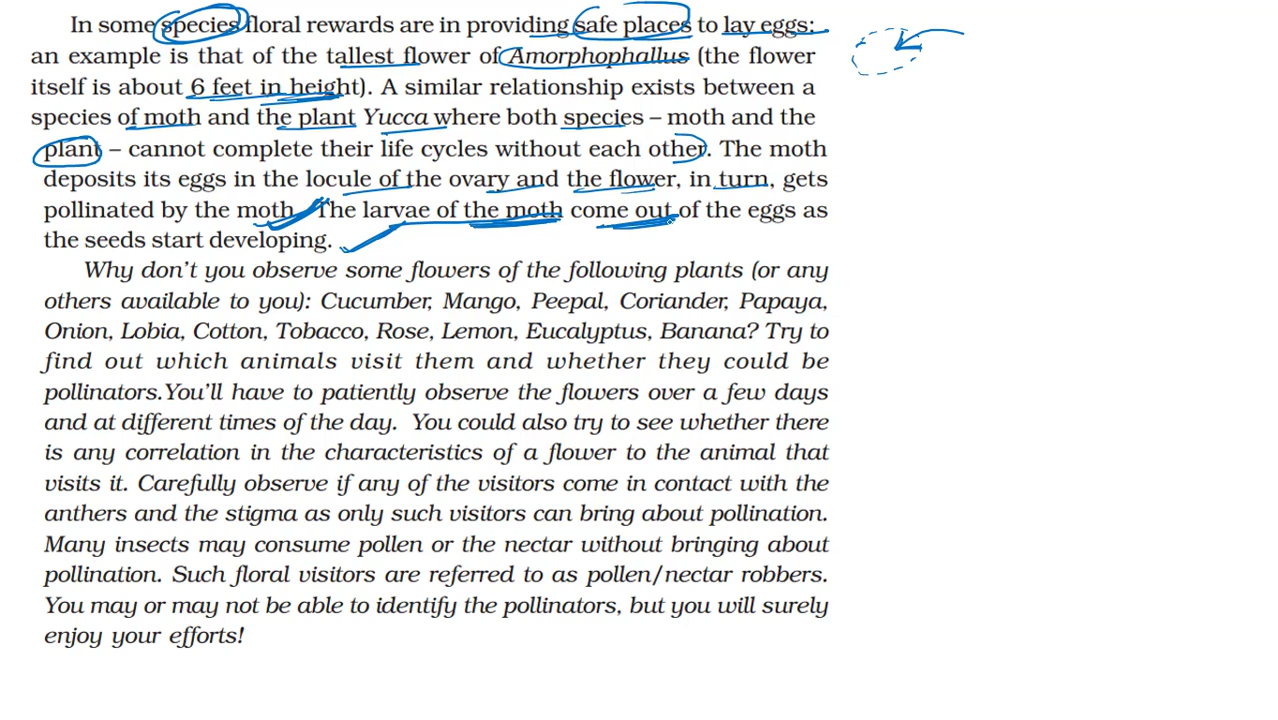 In some species floral rewards are in providing safe places to lay eggs:
an example is that of the tallest flower of Amorphophallus (the flower
itself is about 6 feet in height). A similar relationship exists between a
species of moth and the plant Yucca where both species – moth and the
plant – cannot complete their life cycles without each other. The moth
deposits its eggs in the locule of the ovary and the flower, in turn, gets
pollinated by the moth. The larvae of the moth come out of the eggs as
the seeds start developing.
Why don't you observe some flowers of the following plants (or any
others available to you): Cucumber, Mango, Peepal, Coriander, Papaya,
Onion, Lobia, Cotton, Tobacco, Rose, Lemon, Eucalyptus, Banana? Try to
find out which animals visit them and whether they could be
pollinators.You'll have to patiently observe the flowers over a few days
and at different times of the day. You could also try to see whether there
is any correlation in the characteristics of a flower to the animal that
visits it. Carefully observe if any of the visitors come in contact with the
anthers and the stigma as only such visitors can bring about pollination.
Many insects may consume pollen or the nectar without bringing about
pollination. Such floral visitors are referred to as pollen/nectar robbers.
You may or may not be able to identify the pollinators, but you will surely
enjoy your efforts!